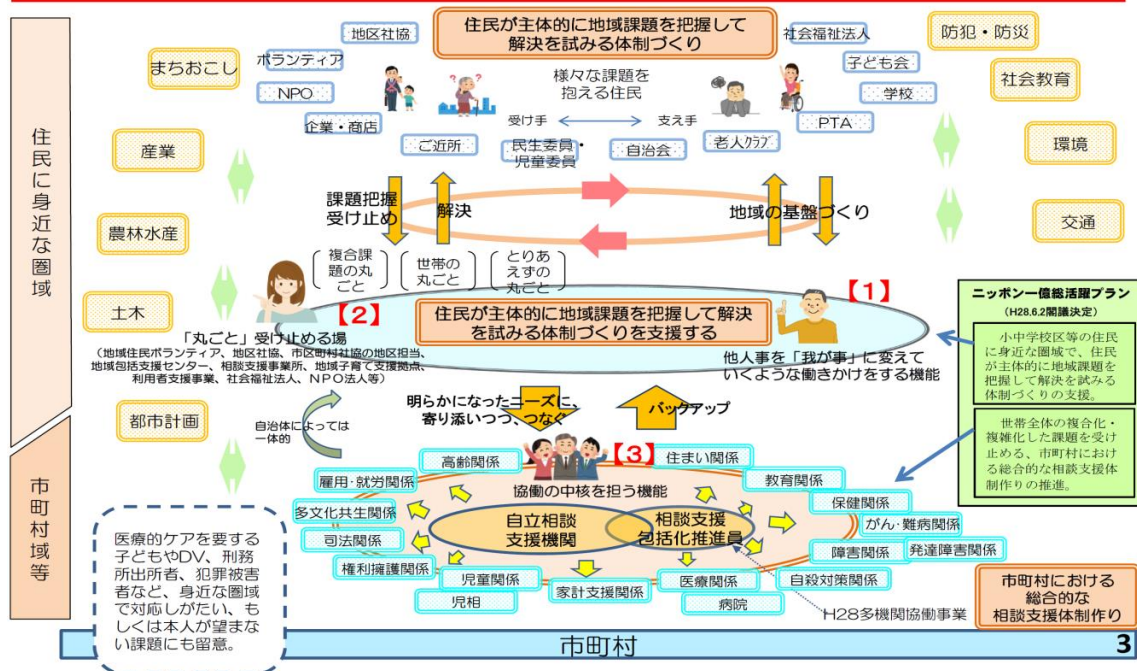 住民が主体的に地域課題を把握して
解決を試みる体制づくり
地区社協
ボランティア
NPO
企業・商店
まちおこし
社会福祉法人
子ども会
学校
PTA
防犯・防災
社会教育
様々な課題を
抱える住民
受け手
支え手
ご近所
民生委員・
児童委員
自治会
老人クラブ
産業
環境
住民に身近な圏域
課題把握
受け止め
解決
地域の基盤づくり
農林水産
交通
複合課
題の丸
ごと
世帯の
丸ごと
とりあ
えずの
丸ごと
土木
【2】
住民が主体的に地域課題を把握して解決
を試みる体制づくりを支援する
【1】
「丸ごと」受け止める場
（地域住民ボランティア、地区社協、市区町村社協の地区担当、
地域包括支援センター、相談支援事業所、地域子育て支援拠点、
利用者支援事業、社会福祉法人、NPO法人等）
他人事を「我が事」に変えて
いくような働きかけをする機能
ニッポン一億総活躍プラン
（H28.6.2閣議決定）
小中学校区等の住民
に身近な圏域で、住民
が主体的に地域課題を
把握して解決を試みる
体制づくりの支援。
世帯全体の複合化・
複雑化した課題を受け
止める、市町村におけ
る総合的な相談支援体
制作りの推進。
都市計画
自治体によっては
一体的
明らかになったニーズに、
寄り添いつつ、つなぐ
バックアップ
市町村域等
【3】
協働の中核を担う機能
自立相談
支援機関
相談支援
包括化推進員
高齢関係
住まい関係
雇用・就労関係
教育関係
多文化共生関係
保健関係
司法関係
がん・難病関係
権利擁護関係
障害関係
発達障害関係
児童関係
児相
家計支援関係
医療関係
病院
自殺対策関係
H28多機関協働事業
医療的ケアを要する
子どもやDV、刑務
所出所者、犯罪被害
者など、身近な圏域
で対応しがたい、も
しくは本人が望まな
い課題にも留意。
市町村における
総合的な
相談支援体制作り
市町村
3